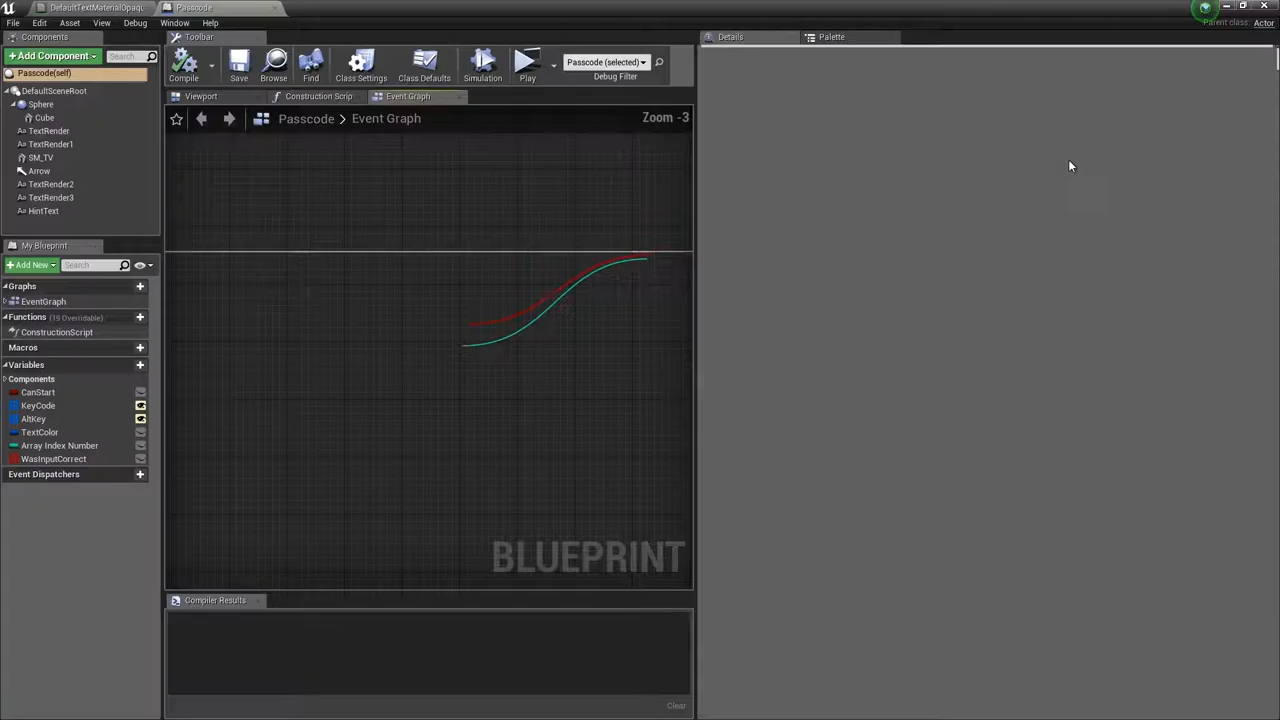 DefaultTextMaterialOpaqu
Passcode
File Edit Asset View Debug Window Help
Parent class: Actor
Components
+Add Component
Search
Passcode(self)
DefaultSceneRoot
Sphere
Cube
TextRender
TextRender1
SM_TV
Arrow
TextRender2
TextRender3
HintText
My Blueprint
+Add New
Search
Graphs
EventGraph
Functions (19 Overridable)
ConstructionScript
Macros
Variables
Components
CanStart
KeyCode
AltKey
TextColor
Array Index Number
WasInputCorrect
Event Dispatchers
Toolbar
Compile
Save
Browse
Find
Class Settings
Class Defaults
Simulation
Play
Passcode (selected)
Debug Filter
Viewport
Construction Scrip
Event Graph
Passcode > Event Graph
Zoom -3
BLUEPRINT
Compiler Results
Clear
Details
Palette